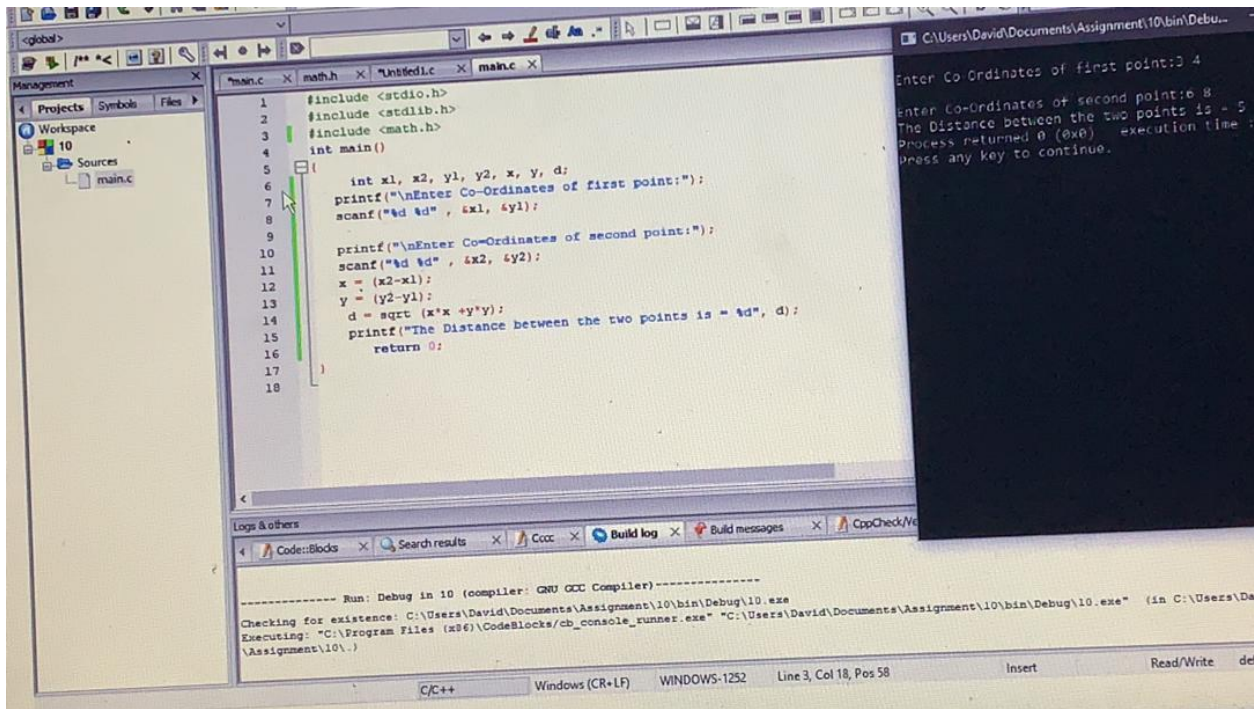 <global>
Management
Projects Symbols Files
Workspace
10
Sources
main.c
*main.c math.h *Untitled1.c main.c
1 #include <stdio.h>
2 #include <stdlib.h>
3 #include <math.h>
4 int main()
5 {
6 int x1, x2, y1, y2, x, y, d;
7 printf("\nEnter Co-Ordinates of first point:");
8 scanf("%d %d" , &x1, &y1);
9
10 printf("\nEnter Co-Ordinates of second point:");
11 scanf("%d %d" , &x2, &y2);
12 x = (x2-x1);
13 y = (y2-y1);
14 d = sqrt (x*x +y*y);
15 printf("The Distance between the two points is = %d", d);
16 return 0;
17 }
18
C:\Users\David\Documents\Assignment\10\bin\Debu...
Enter Co-Ordinates of first point:3 4
Enter Co-Ordinates of second point:6 8
The Distance between the two points is = 5
Process returned 0 (0x0) execution time :
Press any key to continue.
Logs & others
Code::Blocks Search results Cccc Build log Build messages CppCheck/Ve
-------------- Run: Debug in 10 (compiler: GNU GCC Compiler)---------------
Checking for existence: C:\Users\David\Documents\Assignment\10\bin\Debug\10.exe
Executing: "C:\Program Files (x86)\CodeBlocks/cb_console_runner.exe" "C:\Users\David\Documents\Assignment\10\bin\Debug\10.exe" (in C:\Users\Da
\Assignment\10\.)
C/C++ Windows (CR+LF) WINDOWS-1252 Line 3, Col 18, Pos 58 Insert Read/Write de